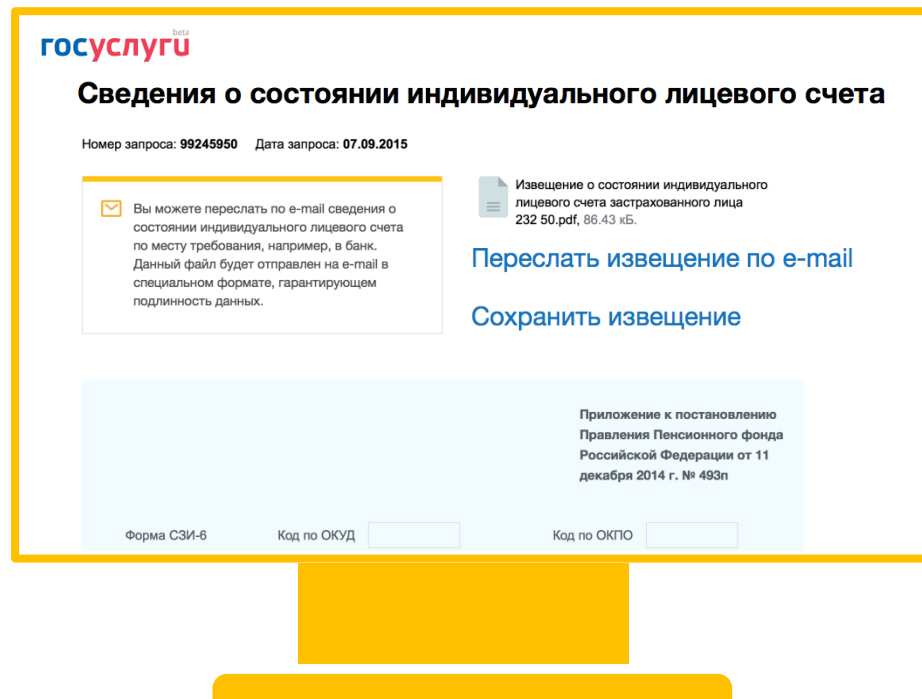 beta
госуслуги
Сведения о состоянии индивидуального лицевого счета
Номер запроса: 99245950 Дата запроса: 07.09.2015
Вы можете переслать по e-mail сведения о
состоянии индивидуального лицевого счета
по месту требования, например, в банк.
Данный файл будет отправлен на e-mail в
специальном формате, гарантирующем
подлинность данных.
Извещение о состоянии индивидуального
лицевого счета застрахованного лица
232 50.pdf, 86.43 кБ.
Переслать извещение по e-mail
Сохранить извещение
Приложение к постановлению
Правления Пенсионного фонда
Российской Федерации от 11
декабря 2014 г. № 493п
Форма СЗИ-6 Код по ОКУД Код по ОКПО